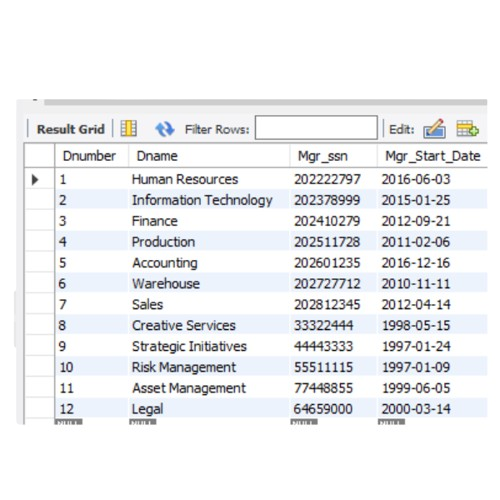 Result Grid Filter Rows: Edit:
Dnumber Dname Mgr_ssn Mgr_Start_Date
1 Human Resources 202222797 2016-06-03
2 Information Technology 202378999 2015-01-25
3 Finance 202410279 2012-09-21
4 Production 202511728 2011-02-06
5 Accounting 202601235 2016-12-16
6 Warehouse 202727712 2010-11-11
7 Sales 202812345 2012-04-14
8 Creative Services 33322444 1998-05-15
9 Strategic Initiatives 44443333 1997-01-24
10 Risk Management 55511115 1997-01-09
11 Asset Management 77448855 1999-06-05
12 Legal 64659000 2000-03-14
NULL NULL NULL NULL